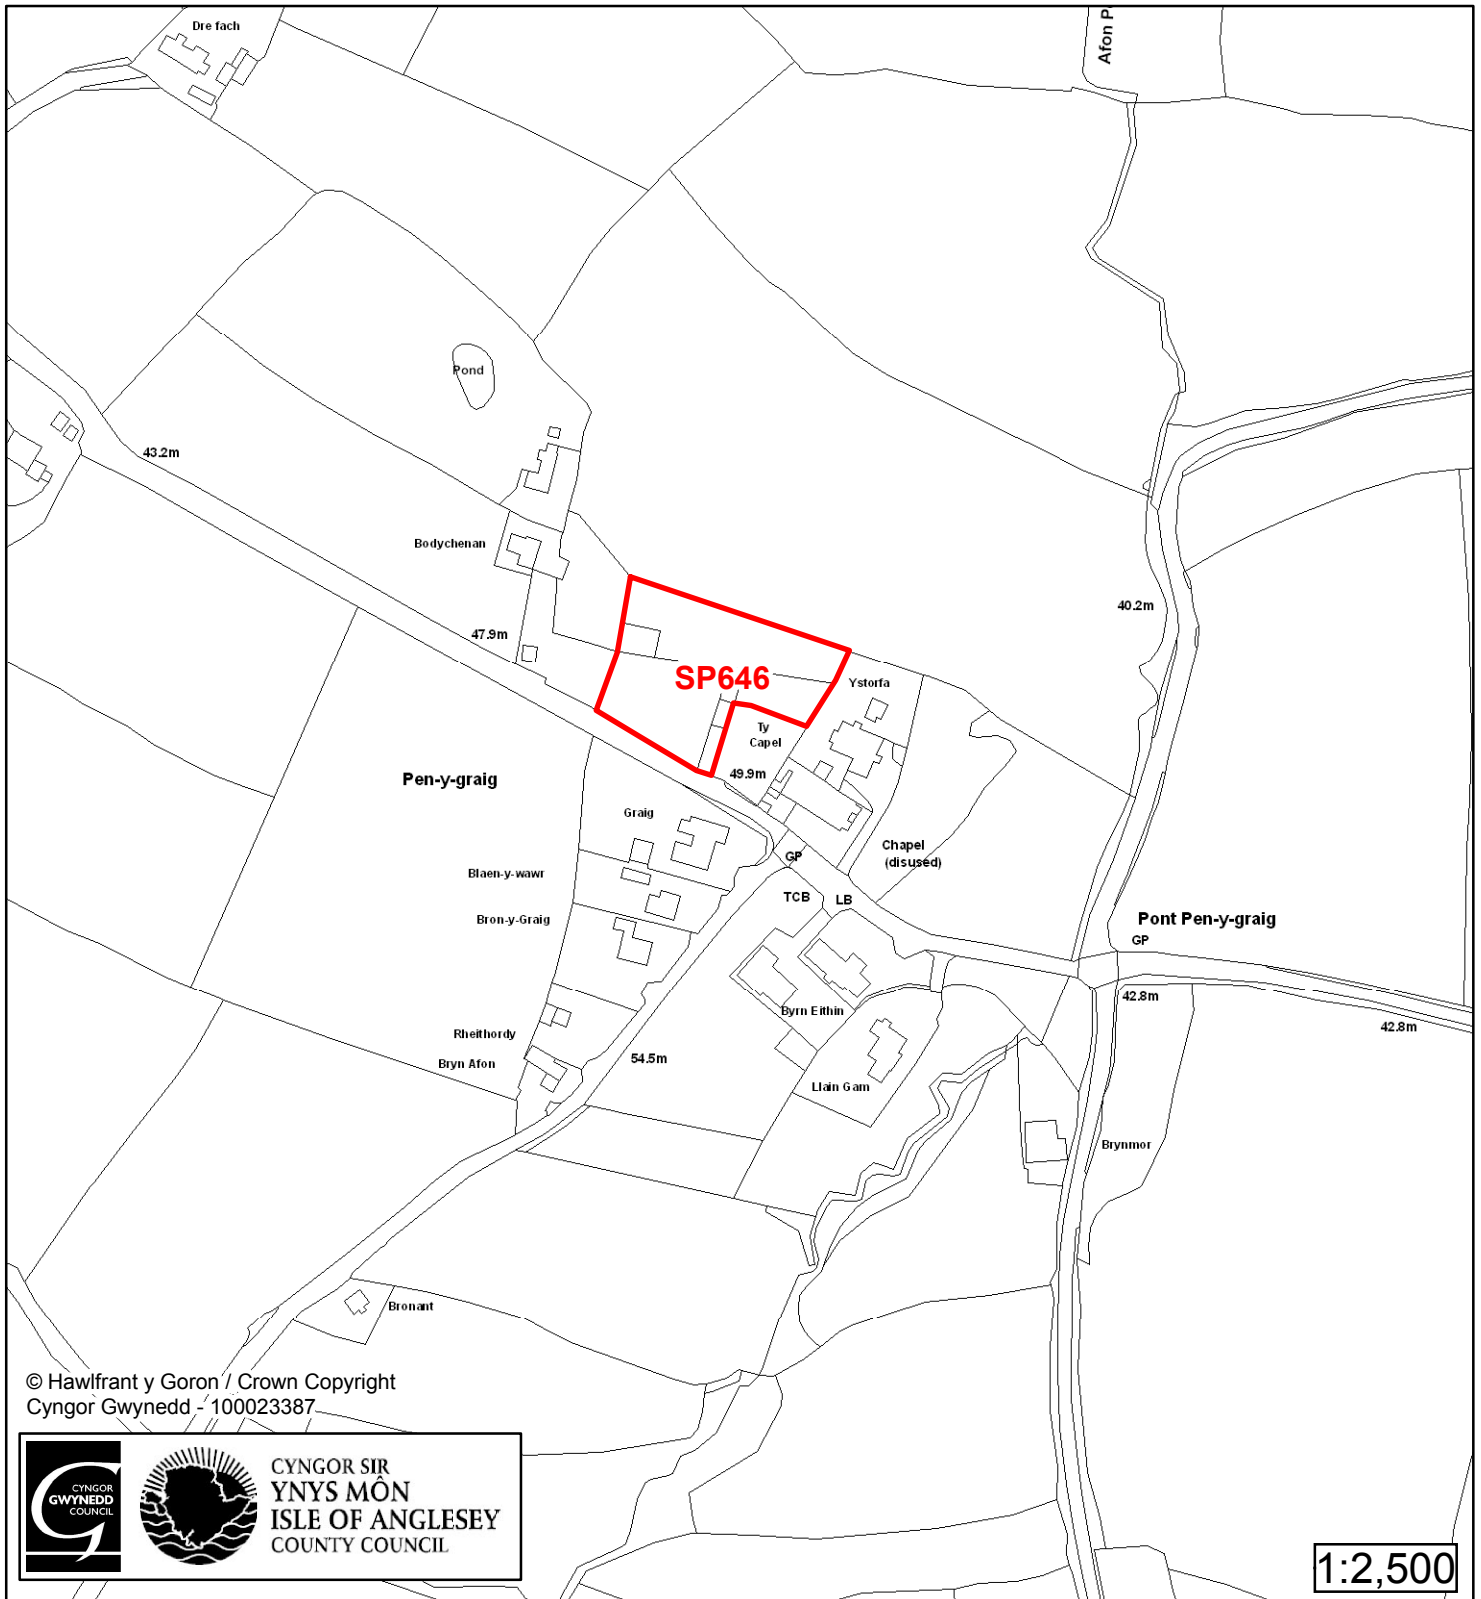 Dre fach
Afon P
Pond
43.2m
Bodychenan
40.2m
47.9m
SP646
Ystorfa
Ty
Capel
49.9m
Pen-y-graig
Graig
Chapel
(disused)
GP
Blaen-y-wawr
TCB
LB
Bron-y-Graig
Pont Pen-y-graig
GP
42.8m
Byrn Eithin
42.8m
Rheithordy
54.5m
Bryn Afon
Llain Gam
Brynmor
Bronant
© Hawlfrant y Goron / Crown Copyright
Cyngor Gwynedd - 100023387
CYNGOR
GWYNEDD
COUNCIL
CYNGOR SIR
YNYS MÔN
ISLE OF ANGLESEY
COUNTY COUNCIL
1:2,500